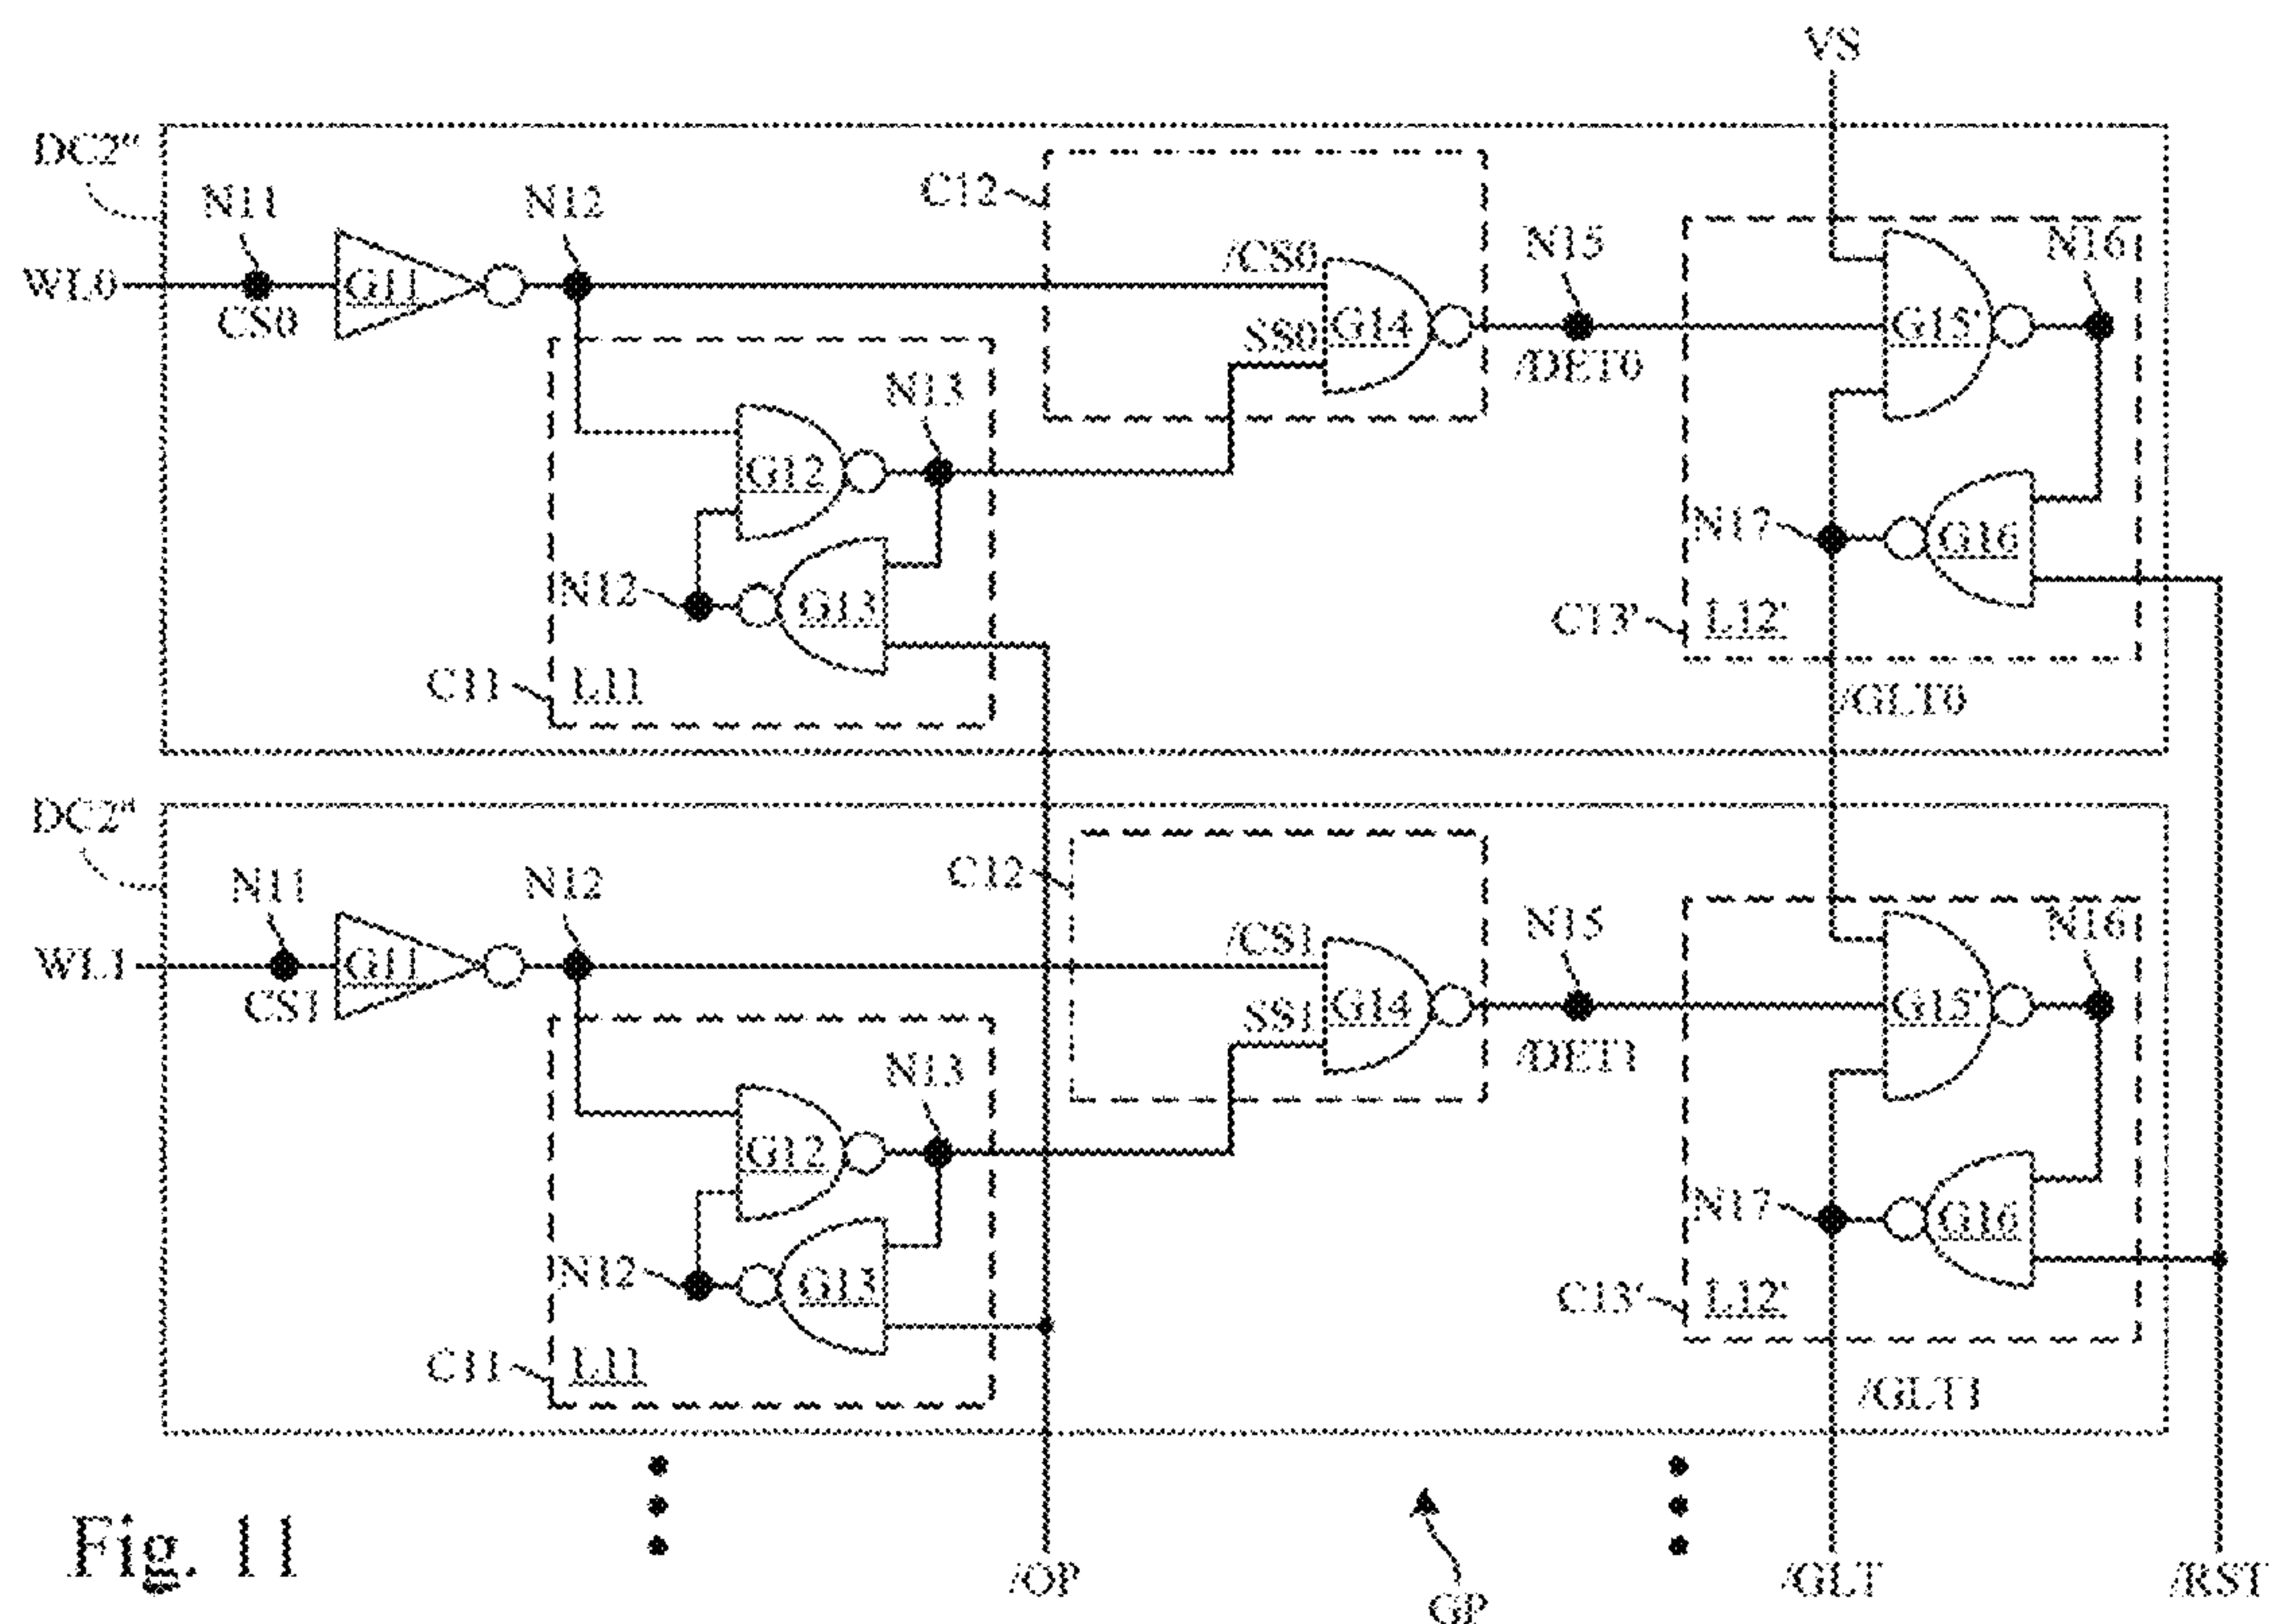 VS
DC2"
N11
N12
C12
/CS0
N15
N16
WL0
G11
CS0
SS0
G14
/DET0
G15'
N13
G12
N17
G16
N12
G13
C13'
L12'
C11
L11
/GLT0
DC2"
N11
N12
C12
/CS1
N15
N16
WL1
G11
CS1
SS1
G14
/DET1
G15'
N13
G12
N17
G16
N12
G13
C13'
L12'
C11
L11
/GLT1
Fig. 11
/OP
GP
/GLT
/RST